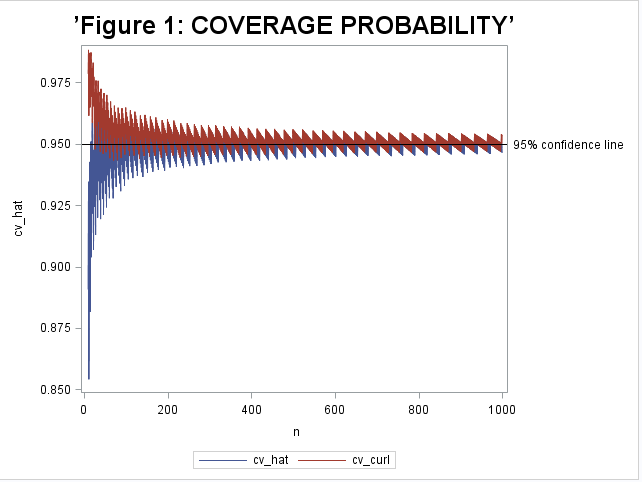 ’Figure 1: COVERAGE PROBABILITY’
0.975
0.950
0.925
0.900
0.875
0.850
cv_hat
95% confidence line
0 200 400 600 800 1000
n
cv_hat cv_curl